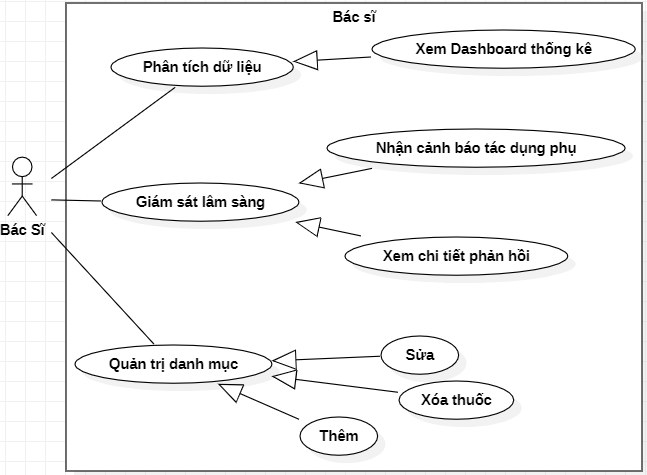 Bác sĩ
Xem Dashboard thống kê
Phân tích dữ liệu
Nhận cảnh báo tác dụng phụ
Giám sát lâm sàng
Bác Sĩ
Xem chi tiết phản hồi
Sửa
Quản trị danh mục
Xóa thuốc
Thêm